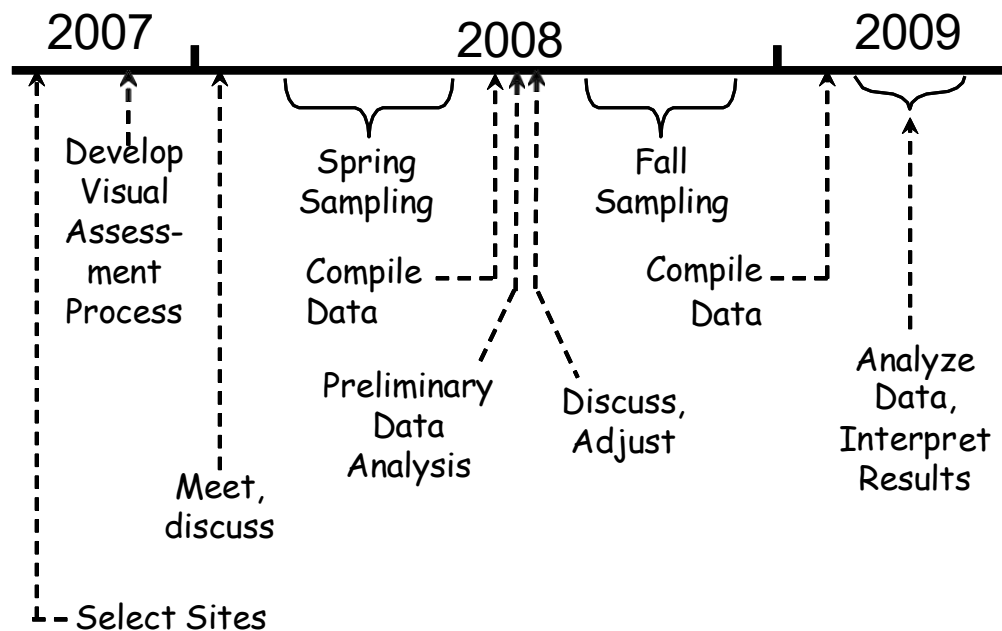 2007
2008
2009
Develop
Visual
Assess-
ment
Process
Spring
Sampling
Fall
Sampling
Compile
Data
Compile
Data
Preliminary
Data
Analysis
Discuss,
Adjust
Analyze
Data,
Interpret
Results
Meet,
discuss
Select Sites